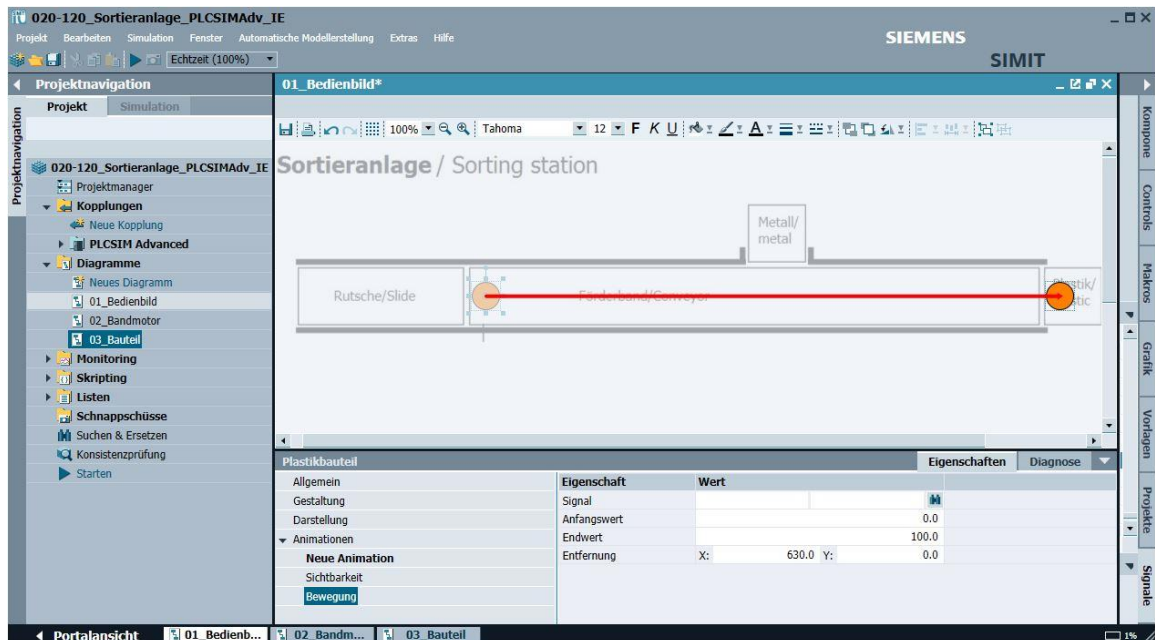 020-120_Sortieranlage_PLCSIMAdv_IE
Projekt Bearbeiten Simulation Fenster Automatische Modellerstellung Extras Hilfe
SIEMENS
SIMIT
Echtzeit (100%)
Projektnavigation
Projekt Simulation
Projektnavigation
020-120_Sortieranlage_PLCSIMAdv_IE
Projektmanager
Kopplungen
Neue Kopplung
PLCSIM Advanced
Diagramme
Neues Diagramm
01_Bedienbild
02_Bandmotor
03_Bauteil
Monitoring
Skripting
Listen
Schnappschüsse
Suchen & Ersetzen
Konsistenzprüfung
Starten
01_Bedienbild*
100% Tahoma 12 F K U A
Sortieranlage / Sorting station
Metall/
metal
Rutsche/Slide
Förderband/Conveyor
Plastikbauteil
Eigenschaften Diagnose
Allgemein
Gestaltung
Darstellung
Animationen
Neue Animation
Sichtbarkeit
Bewegung
Eigenschaft Wert
Signal
Anfangswert 0.0
Endwert 100.0
Entfernung X: 630.0 Y: 0.0
Kompone
Controls
Makros
Grafik
Vorlagen
Projekte
Signale
Portalansicht 01_Bedienb... 02_Bandm... 03_Bauteil
1%